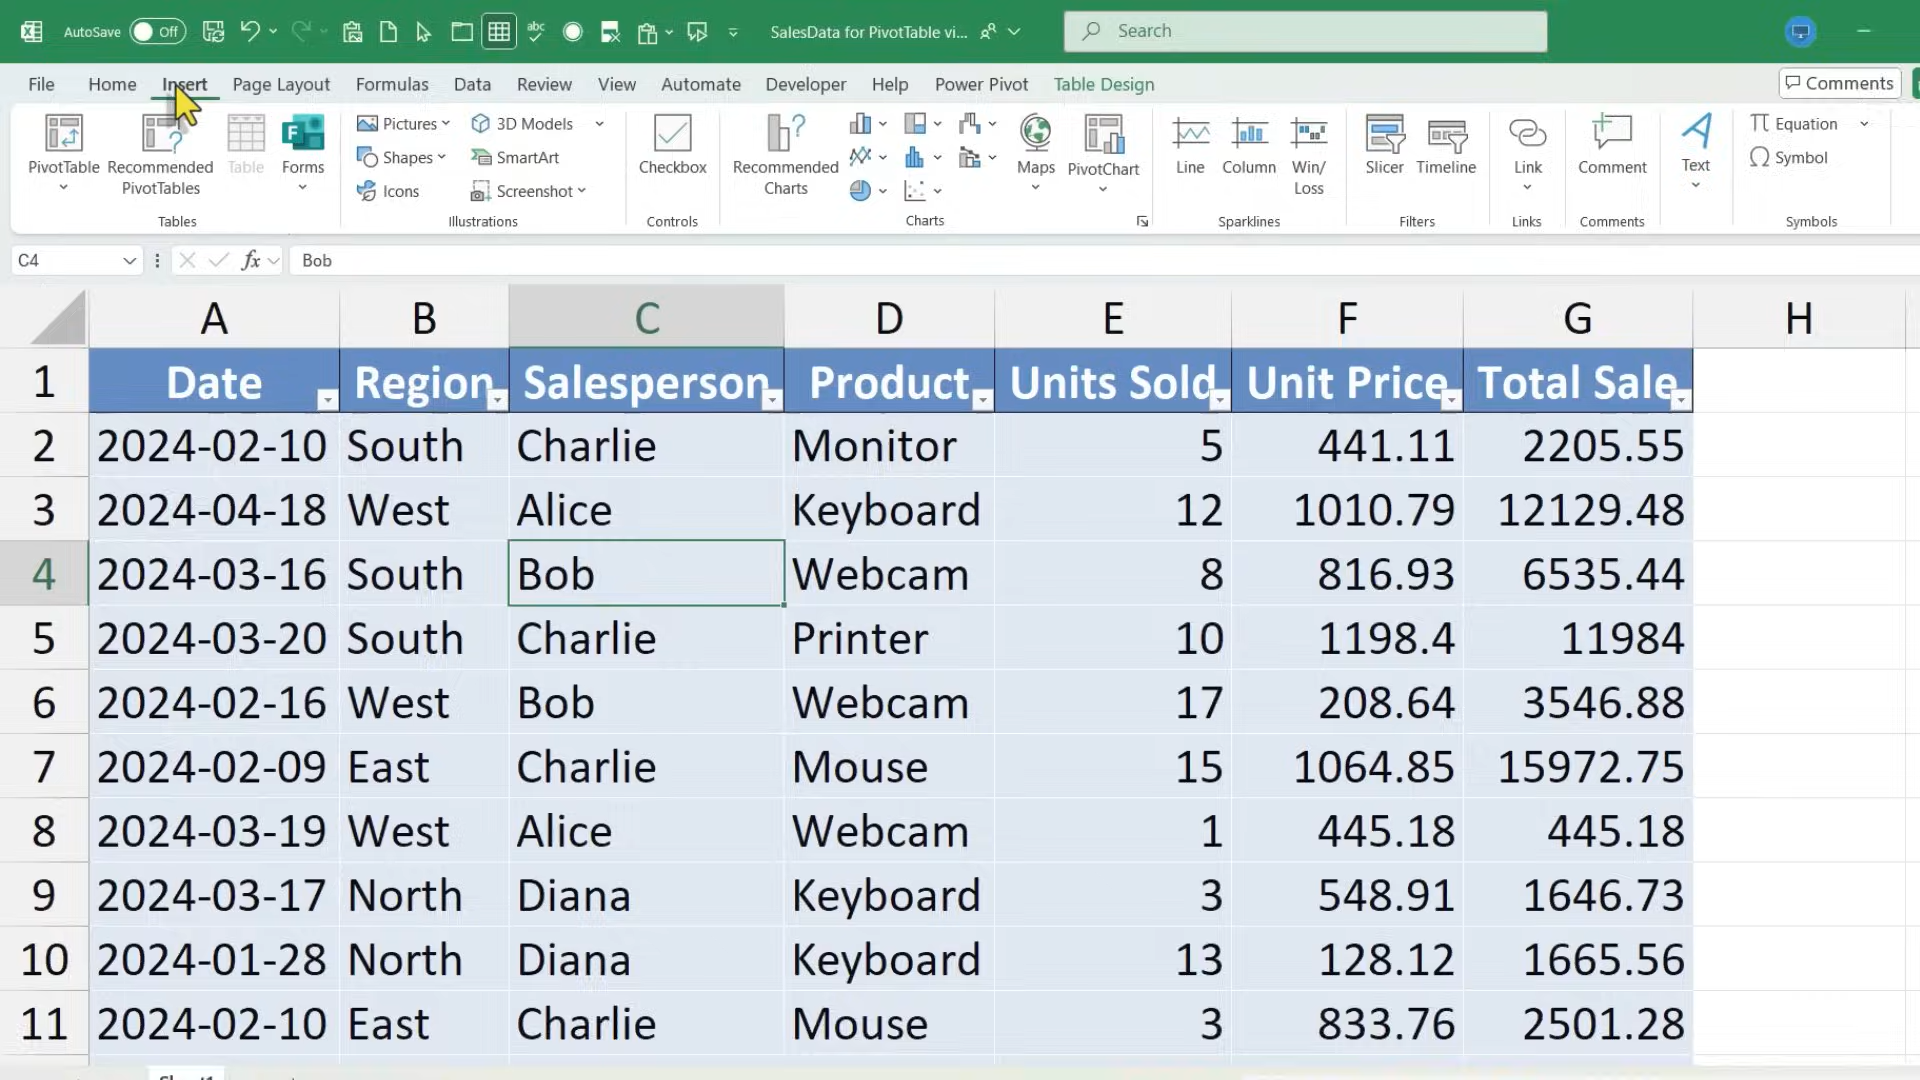 AutoSave Off abc SalesData for PivotTable vi... Search
File Home Insert Page Layout Formulas Data Review View Automate Developer Help Power Pivot Table Design Comments
PivotTable Recommended PivotTables Table Forms
Tables
Pictures Shapes Icons 3D Models SmartArt Screenshot
Illustrations
Checkbox
Controls
Recommended Charts Maps PivotChart
Charts
Line Column Win/Loss
Sparklines
Slicer Timeline
Filters
Link
Links
Comment
Comments
Text
Equation Symbol
Symbols
C4 fx Bob
A B C D E F G H
1 Date Region Salesperson Product Units Sold Unit Price Total Sale
2 2024-02-10 South Charlie Monitor 5 441.11 2205.55
3 2024-04-18 West Alice Keyboard 12 1010.79 12129.48
4 2024-03-16 South Bob Webcam 8 816.93 6535.44
5 2024-03-20 South Charlie Printer 10 1198.4 11984
6 2024-02-16 West Bob Webcam 17 208.64 3546.88
7 2024-02-09 East Charlie Mouse 15 1064.85 15972.75
8 2024-03-19 West Alice Webcam 1 445.18 445.18
9 2024-03-17 North Diana Keyboard 3 548.91 1646.73
10 2024-01-28 North Diana Keyboard 13 128.12 1665.56
11 2024-02-10 East Charlie Mouse 3 833.76 2501.28